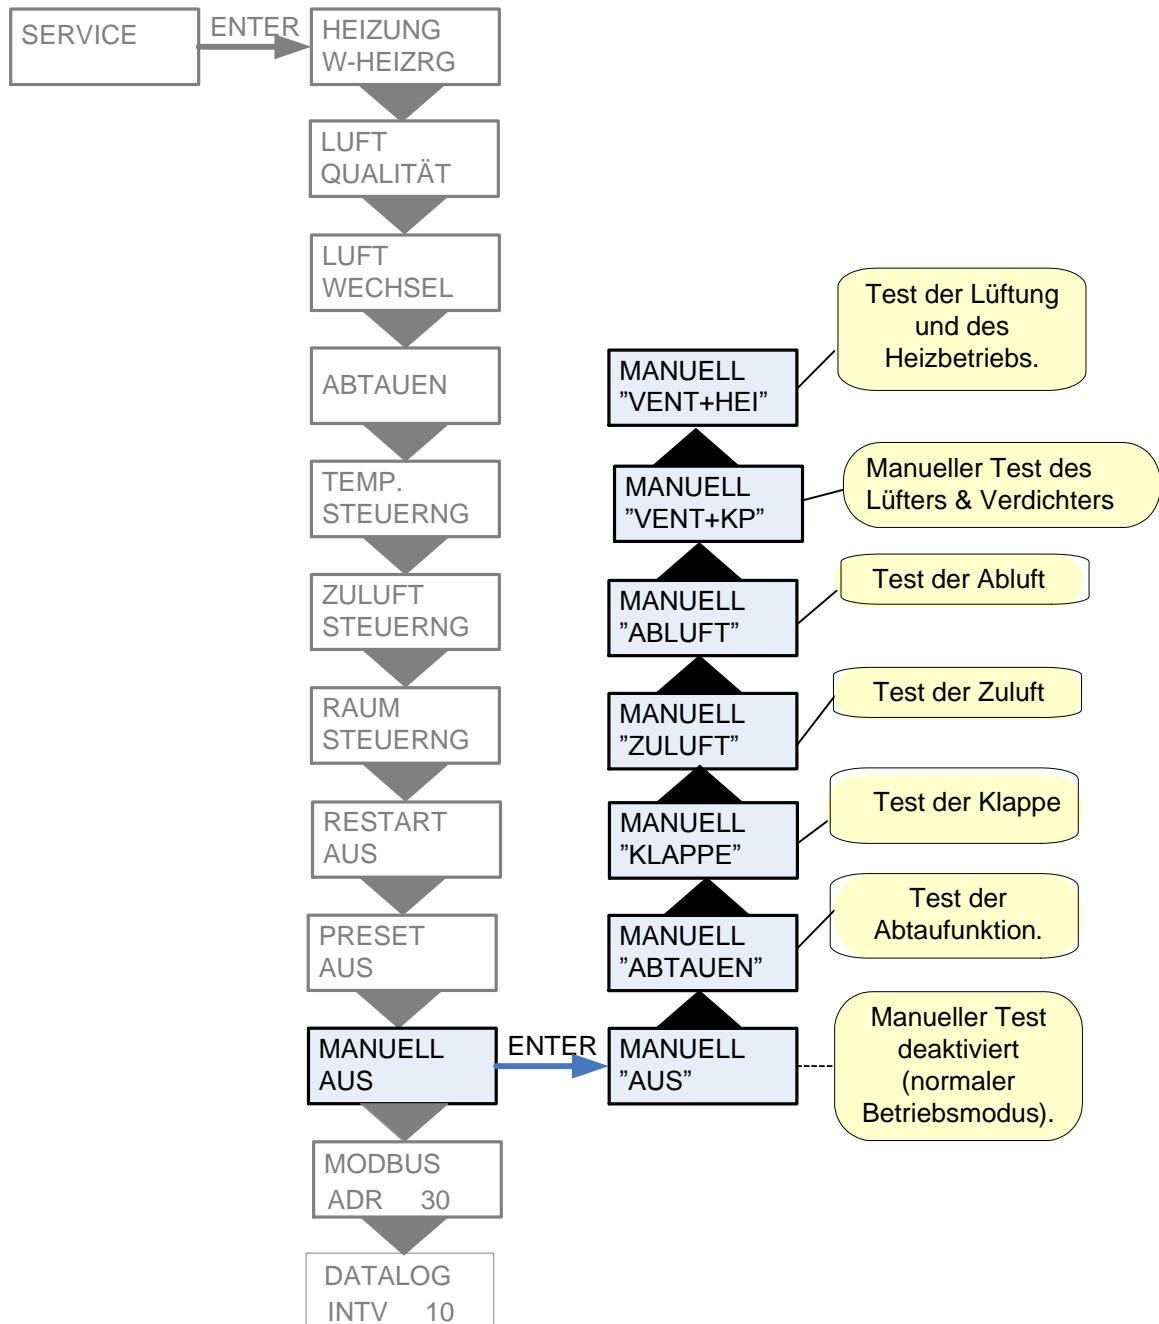 SERVICE
ENTER
HEIZUNG
W-HEIZRG
LUFT
QUALITÄT
LUFT
WECHSEL
ABTAUEN
TEMP.
STEUERNG
ZULUFT
STEUERNG
RAUM
STEUERNG
RESTART
AUS
PRESET
AUS
MANUELL
AUS
ENTER
MODBUS
ADR 30
DATALOG
INTV 10
MANUELL
”VENT+HEI”
Test der Lüftung
und des
Heizbetriebs.
MANUELL
”VENT+KP”
Manueller Test des
Lüfters & Verdichters
MANUELL
”ABLUFT”
Test der Abluft
MANUELL
”ZULUFT”
Test der Zuluft
MANUELL
”KLAPPE”
Test der Klappe
MANUELL
”ABTAUEN”
Test der
Abtaufunktion.
MANUELL
”AUS”
Manueller Test
deaktiviert
(normaler
Betriebsmodus).